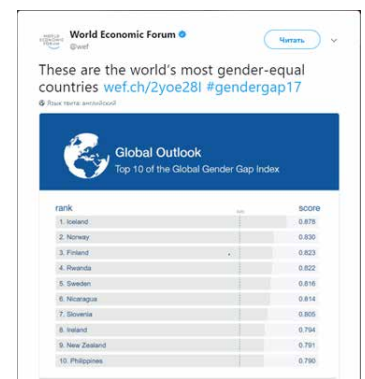 World Economic Forum
@wef
Читать
These are the world's most gender-equal
countries wef.ch/2yoe28I #gendergap17
Язык твита: английский
Global Outlook
Top 10 of the Global Gender Gap Index
rank score
1. Iceland 0.878
2. Norway 0.830
3. Finland 0.823
4. Rwanda 0.822
5. Sweden 0.816
6. Nicaragua 0.814
7. Slovenia 0.805
8. Ireland 0.794
9. New Zealand 0.791
10. Philippines 0.790